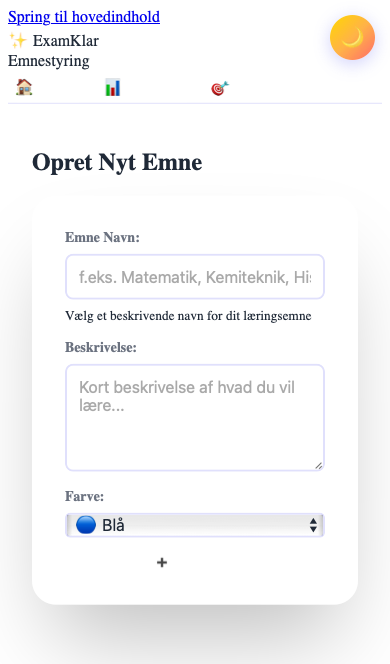 Spring til hovedindhold
✨ ExamKlar
Emnestyring
Opret Nyt Emne
Emne Navn:
f.eks. Matematik, Kemiteknik, His
Vælg et beskrivende navn for dit læringsemne
Beskrivelse:
Kort beskrivelse af hvad du vil
lære...
Farve:
🔵 Blå
➕